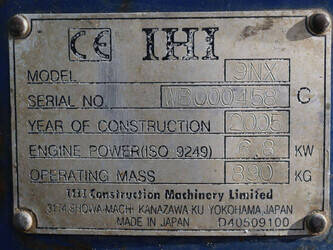 CE IHI
MODEL 9NX
SERIAL NO. WB000458 C
YEAR OF CONSTRUCTION 2005
ENGINE POWER(ISO 9249) 6.8 KW
OPERATING MASS 890 KG
IHI Construction Machinery Limited
3174 SHOWA-MACHI KANAZAWA KU YOKOHAMA JAPAN
MADE IN JAPAN D40509100